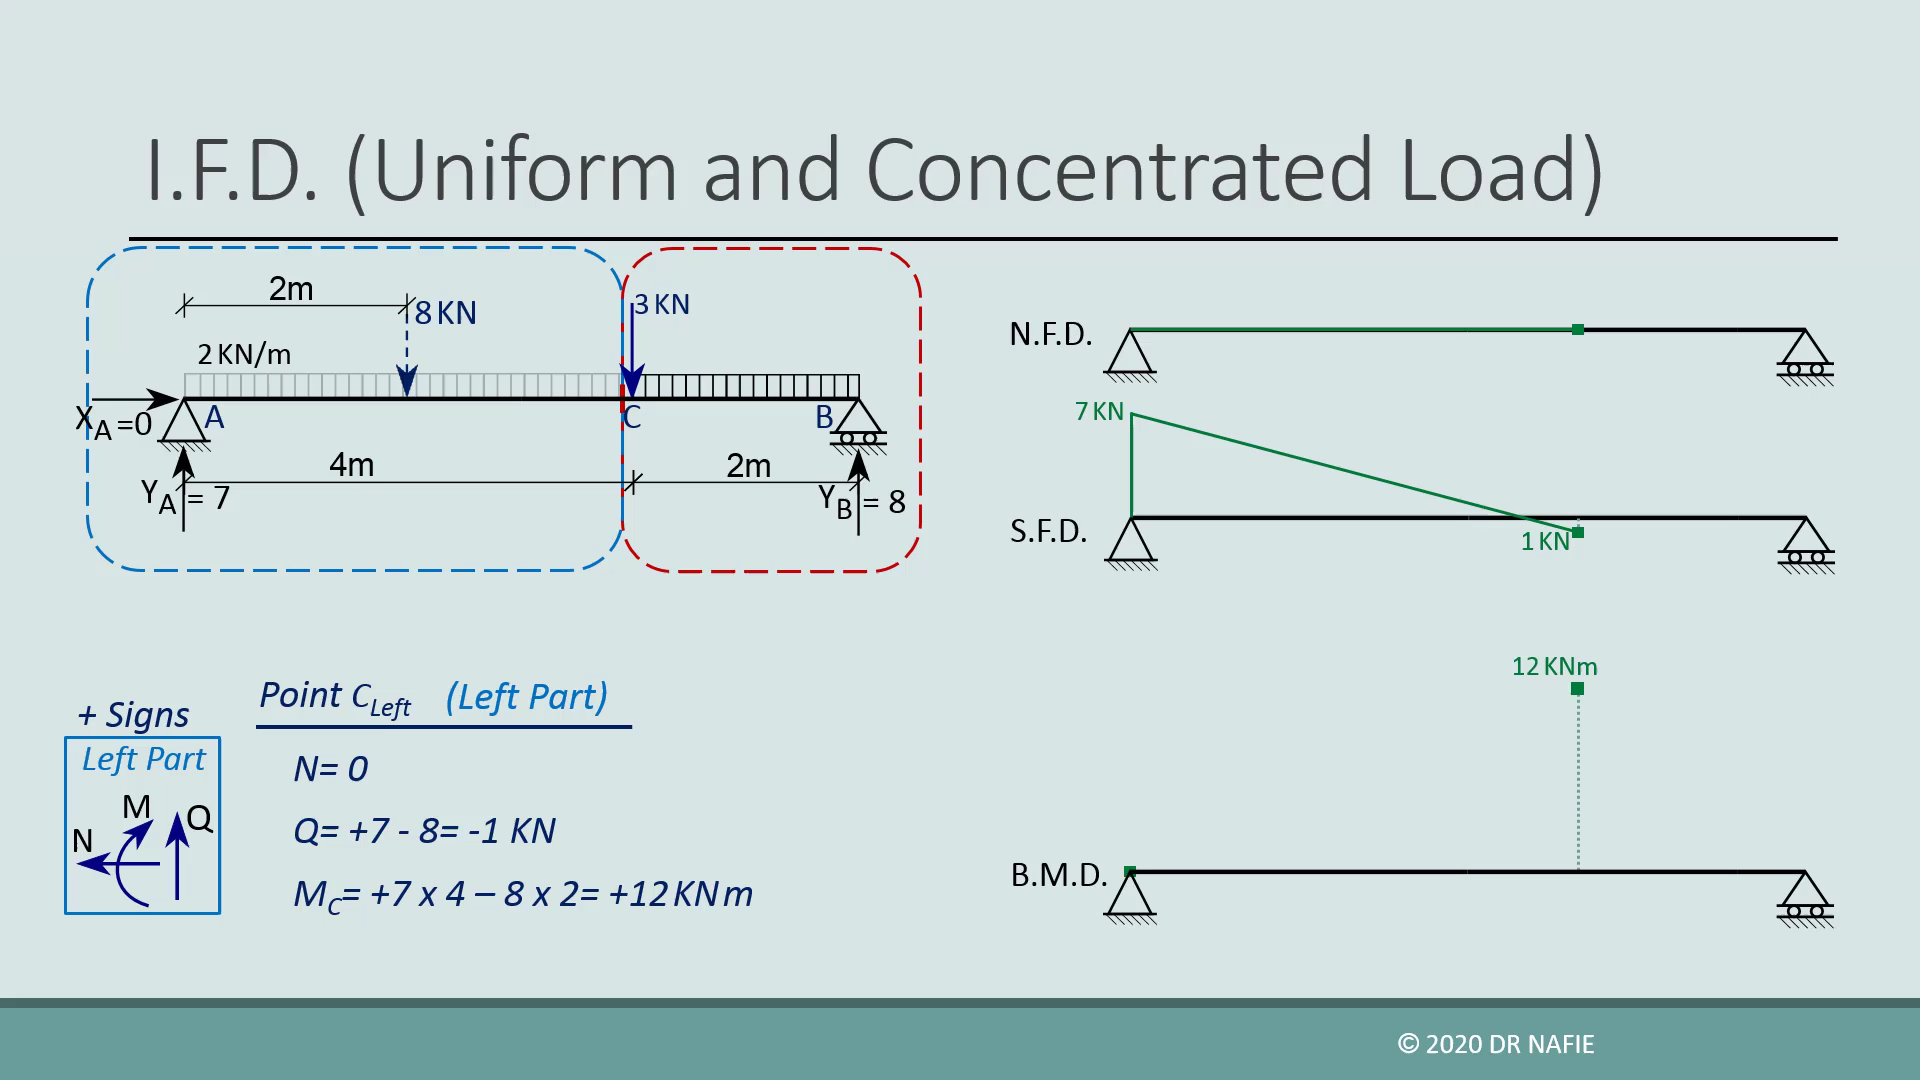 I.F.D. (Uniform and Concentrated Load)
2m
8 KN
3 KN
2 KN/m
X_A =0
A
C
B
4m
2m
Y_A = 7
Y_B = 8
N.F.D.
7 KN
S.F.D.
1 KN
12 KNm
B.M.D.
+ Signs
Left Part
M
Q
N
Point C_Left (Left Part)
N= 0
Q= +7 - 8= -1 KN
M_C= +7 x 4 – 8 x 2= +12 KN m
© 2020 DR NAFIE